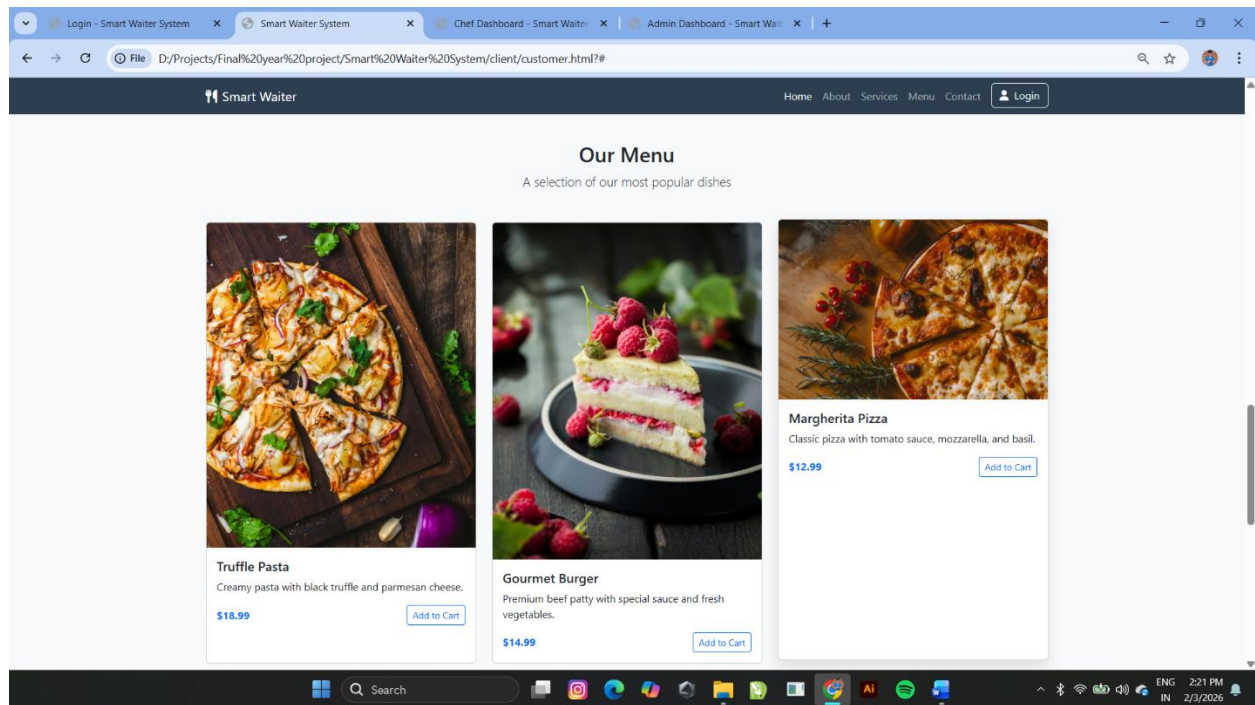 Login - Smart Waiter System
Smart Waiter System
Chef Dashboard - Smart Waiter
Admin Dashboard - Smart Wait
File D:/Projects/Final%20year%20project/Smart%20Waiter%20System/client/customer.html?#
Smart Waiter
Home About Services Menu Contact Login
Our Menu
A selection of our most popular dishes
Truffle Pasta
Creamy pasta with black truffle and parmesan cheese.
$18.99 Add to Cart
Gourmet Burger
Premium beef patty with special sauce and fresh
vegetables.
$14.99 Add to Cart
Margherita Pizza
Classic pizza with tomato sauce, mozzarella, and basil.
$12.99 Add to Cart
Search
Ai
ENG
IN
2:21 PM
2/3/2026